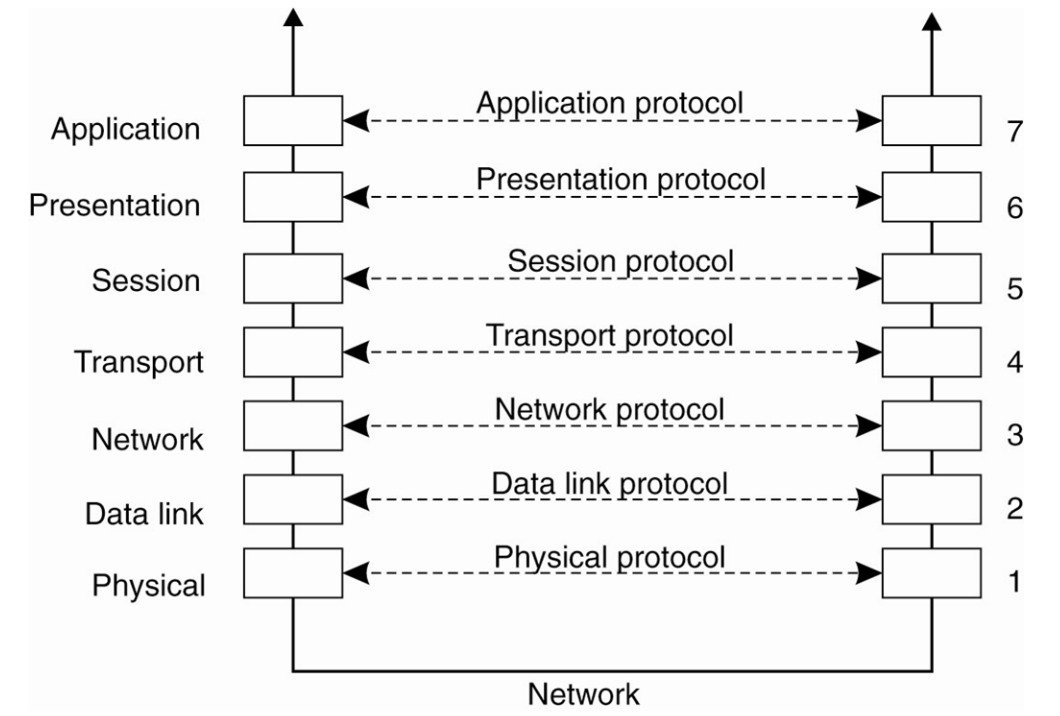 Application protocol
Application
7
Presentation protocol
Presentation
6
Session protocol
Session
5
Transport protocol
Transport
4
Network protocol
Network
3
Data link protocol
Data link
2
Physical protocol
Physical
1
Network